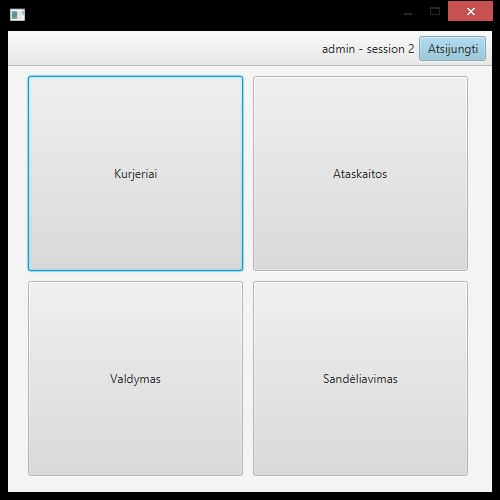 admin - session 2 Atsijungti
Kurjeriai Ataskaitos
Valdymas Sandėliavimas